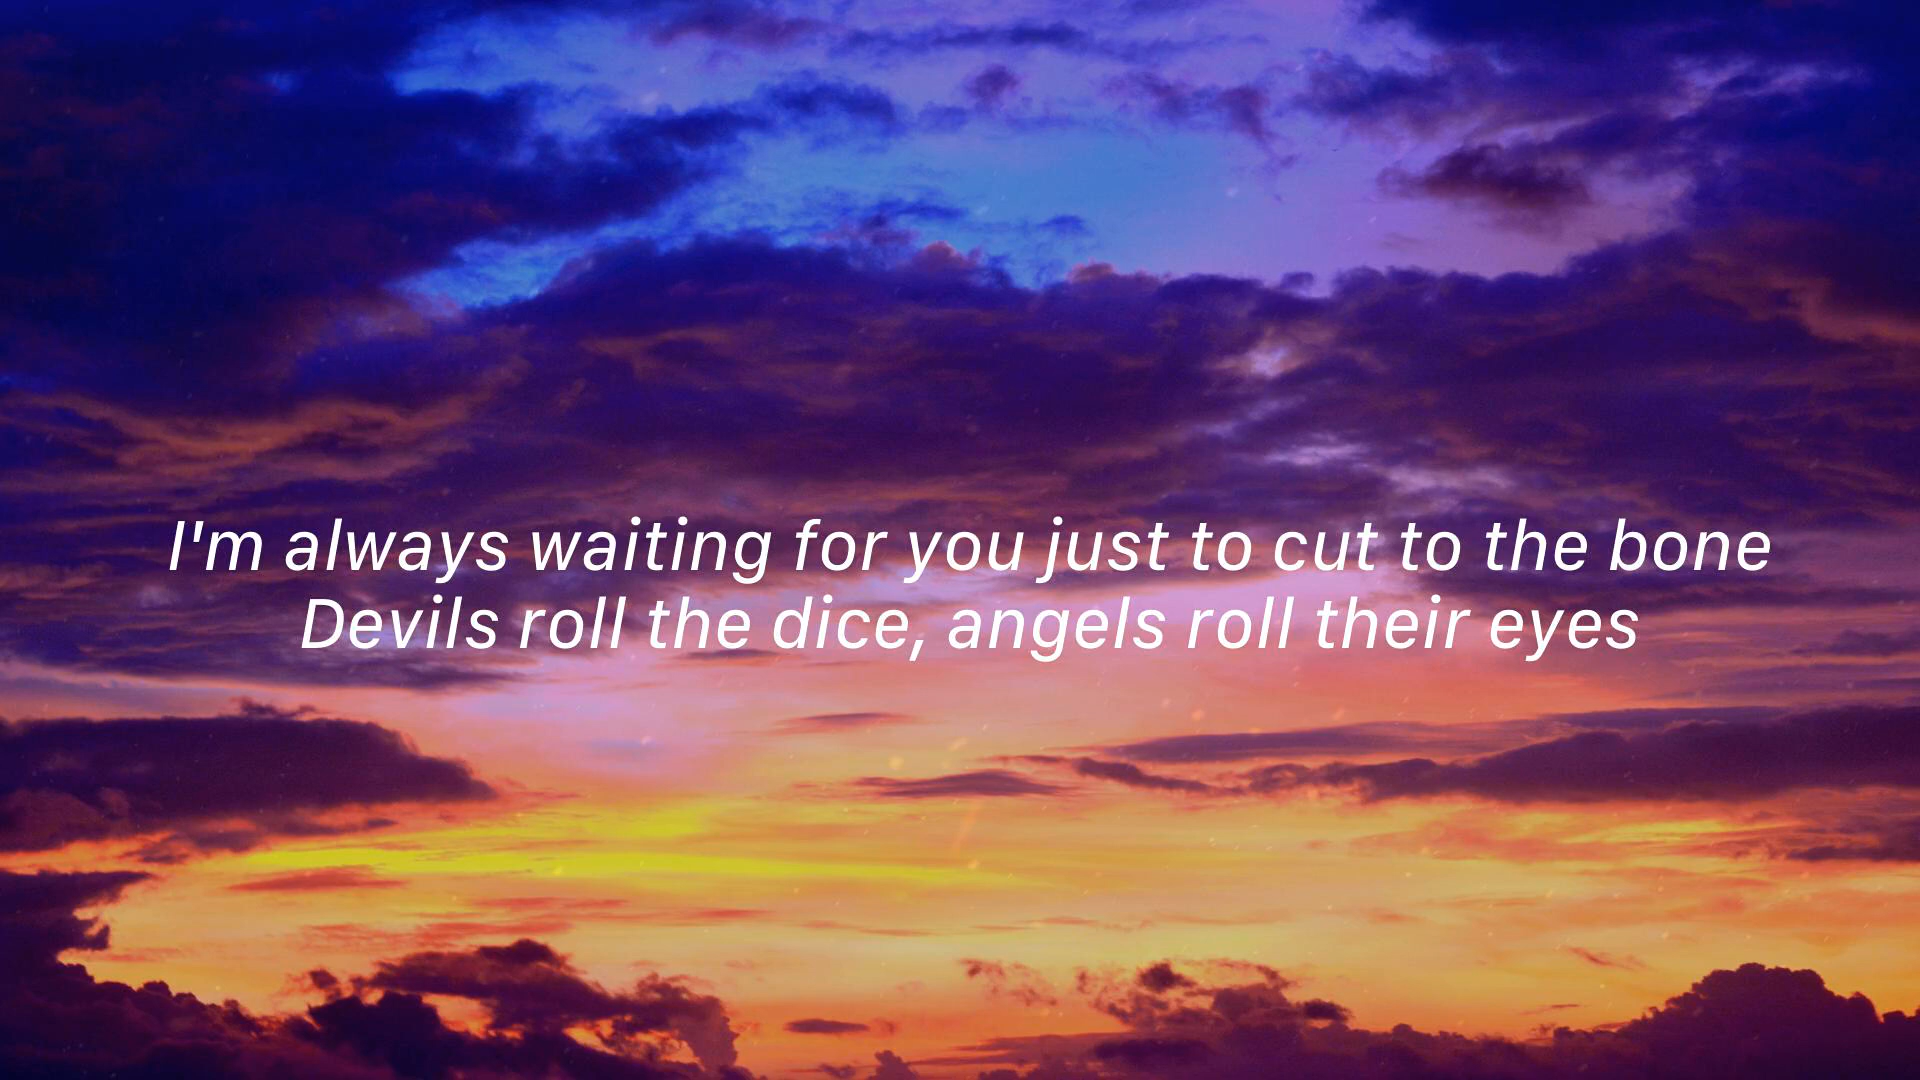 I'm always waiting for you just to cut to the bone
Devils roll the dice, angels roll their eyes